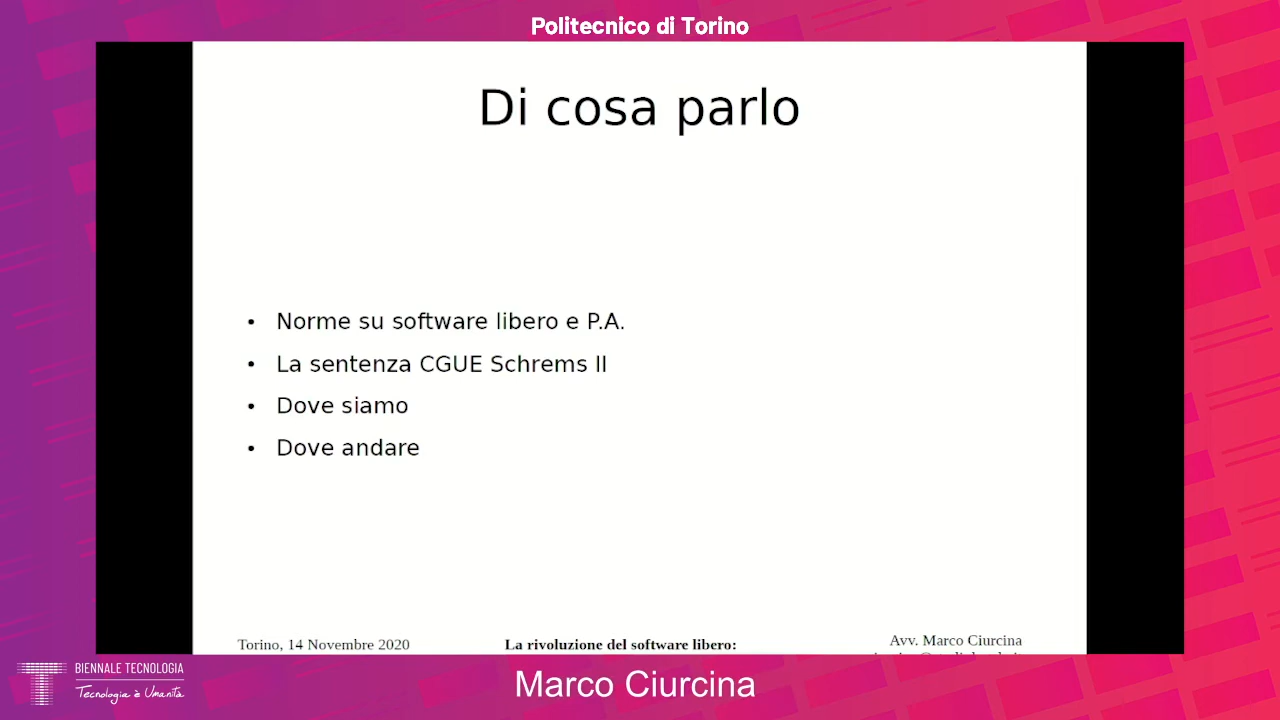 Politecnico di Torino
Di cosa parlo
• Norme su software libero e P.A.
• La sentenza CGUE Schrems II
• Dove siamo
• Dove andare
Torino, 14 Novembre 2020
La rivoluzione del software libero:
Avv. Marco Ciurcina
BIENNALE TECNOLOGIA
Tecnologia è Umanità
Marco Ciurcina